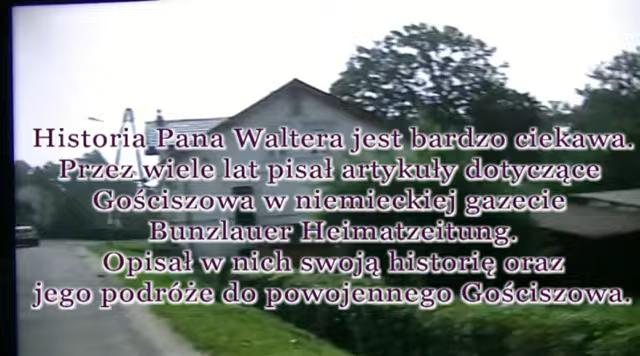 Historia Pana Waltera jest bardzo ciekawa.
Przez wiele lat pisał artykuły dotyczące
Gościszowa w niemieckiej gazecie
Bunzlauer Heimatzeitung.
Opisał w nich swoją historię oraz
jego podróże do powojennego Gościszowa.